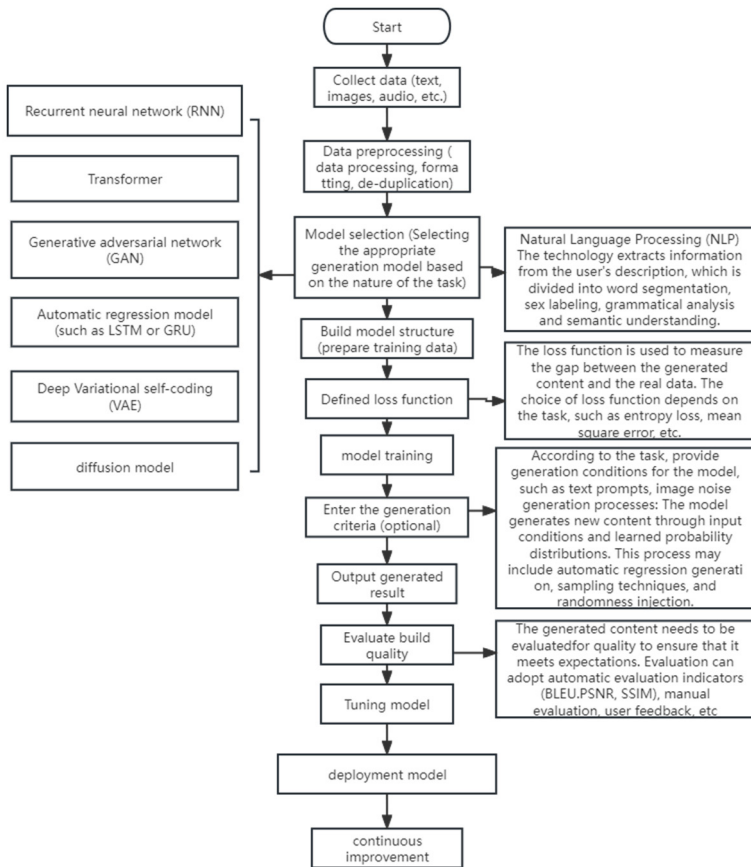 Start
Collect data (text,
images, audio, etc.)
Data preprocessing (
data processing, forma
tting, de-duplication)
Model selection (Selecting
the appropriate
generation model based
on the nature of the task)
Recurrent neural network (RNN)
Transformer
Generative adversarial network
(GAN)
Automatic regression model
(such as LSTM or GRU)
Deep Variational self-coding
(VAE)
diffusion model
Natural Language Processing (NLP)
The technology extracts information
from the user's description, which is
divided into word segmentation,
sex labeling, grammatical analysis
and semantic understanding.
Build model structure
(prepare training data)
Defined loss function
The loss function is used to measure
the gap between the generated
content and the real data. The
choice of loss function depends on
the task, such as entropy loss, mean
square error, etc.
model training
Enter the generation
criteria (optional)
According to the task, provide
generation conditions for the model,
such as text prompts, image noise
generation processes: The model
generates new content through input
conditions and learned probability
distributions. This process may
include automatic regression generati
on, sampling techniques, and
randomness injection.
Output generated
result
Evaluate build
quality
The generated content needs to be
evaluatedfor quality to ensure that it
meets expectations. Evaluation can
adopt automatic evaluation indicators
(BLEU.PSNR, SSIM), manual
evaluation, user feedback, etc
Tuning model
deployment model
continuous
improvement